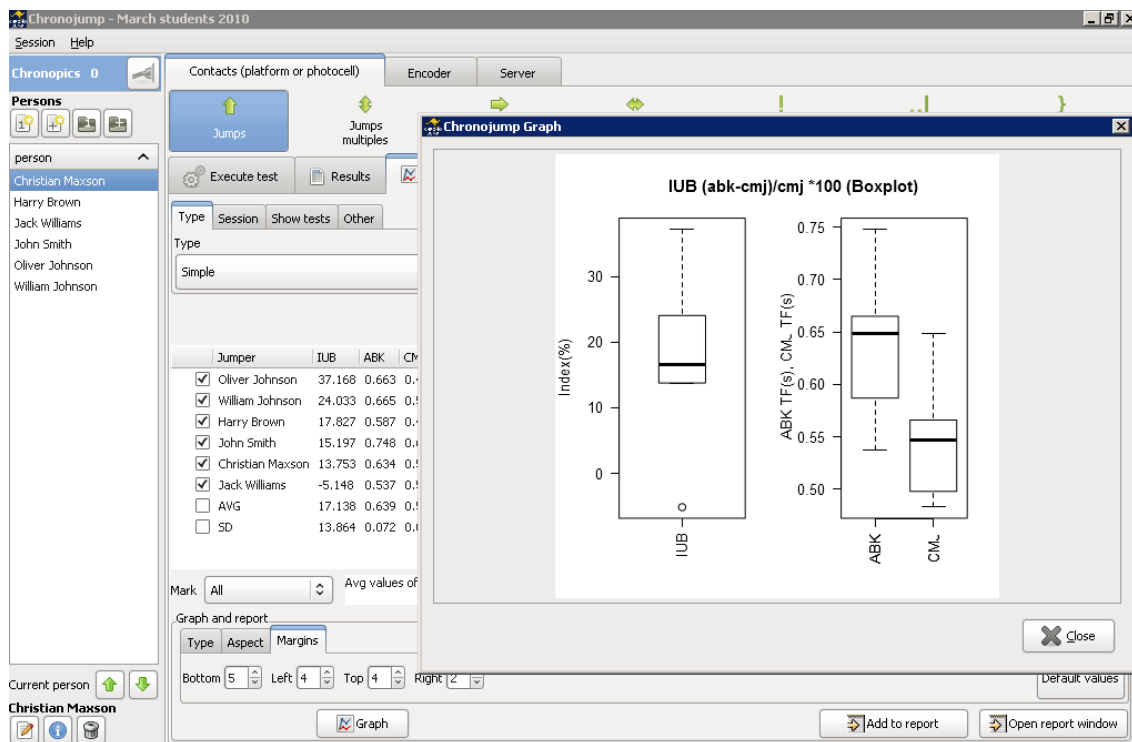 Chronojump - March students 2010
Session Help
Chronopics 0
Contacts (platform or photocell) Encoder Server
Persons
Jumps
Jumps multiples
person
Christian Maxson
Harry Brown
Jack Williams
John Smith
Oliver Johnson
William Johnson
Execute test Results
Type Session Show tests Other
Type
Simple
Jumper IUB ABK
Oliver Johnson 37.168 0.663
William Johnson 24.033 0.665
Harry Brown 17.827 0.587
John Smith 15.197 0.748
Christian Maxson 13.753 0.634
Jack Williams -5.148 0.537
AVG 17.138 0.639
SD 13.864 0.072
Mark All Avg values of
Graph and report
Type Aspect Margins
Bottom 5 Left 4 Top 4 Right 2 Default values
Current person
Christian Maxson
Graph Add to report Open report window
Chronojump Graph
IUB (abk-cmj)/cmj *100 (Boxplot)
Index(%)
30
20
10
0
IUB
ABK TF(s), CMJ TF(s)
0.75
0.70
0.65
0.60
0.55
0.50
ABK
CMJ
Close